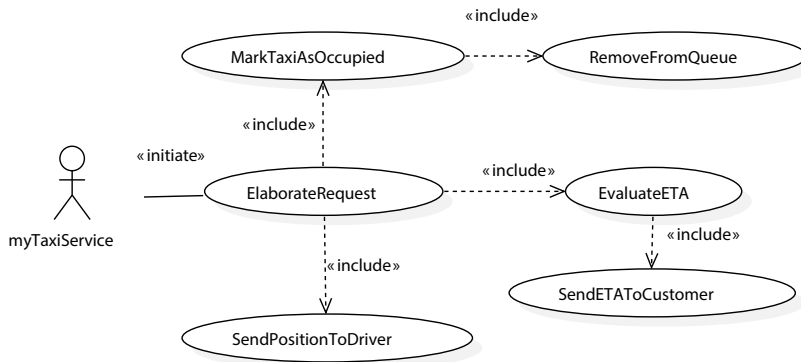 «include»
MarkTaxiAsOccupied
RemoveFromQueue
«include»
«initiate»
«include»
ElaborateRequest
EvaluateETA
myTaxiService
«include»
«include»
SendETAToCustomer
SendPositionToDriver